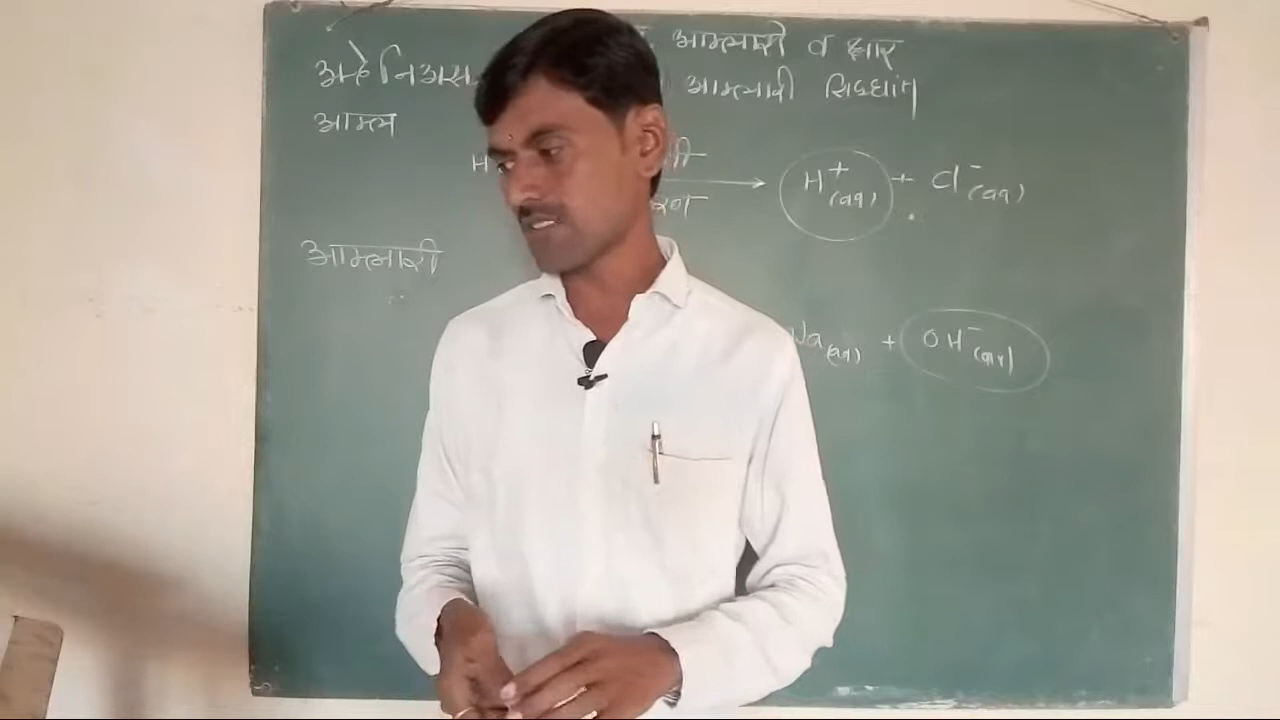 आम्लारी व क्षार
अर्हेनिअस आम्लारी सिद्धांत
आम्ल
H → H⁺(aq) + Cl⁻(aq)
आम्लारी
Na(aq) + OH⁻(aq)